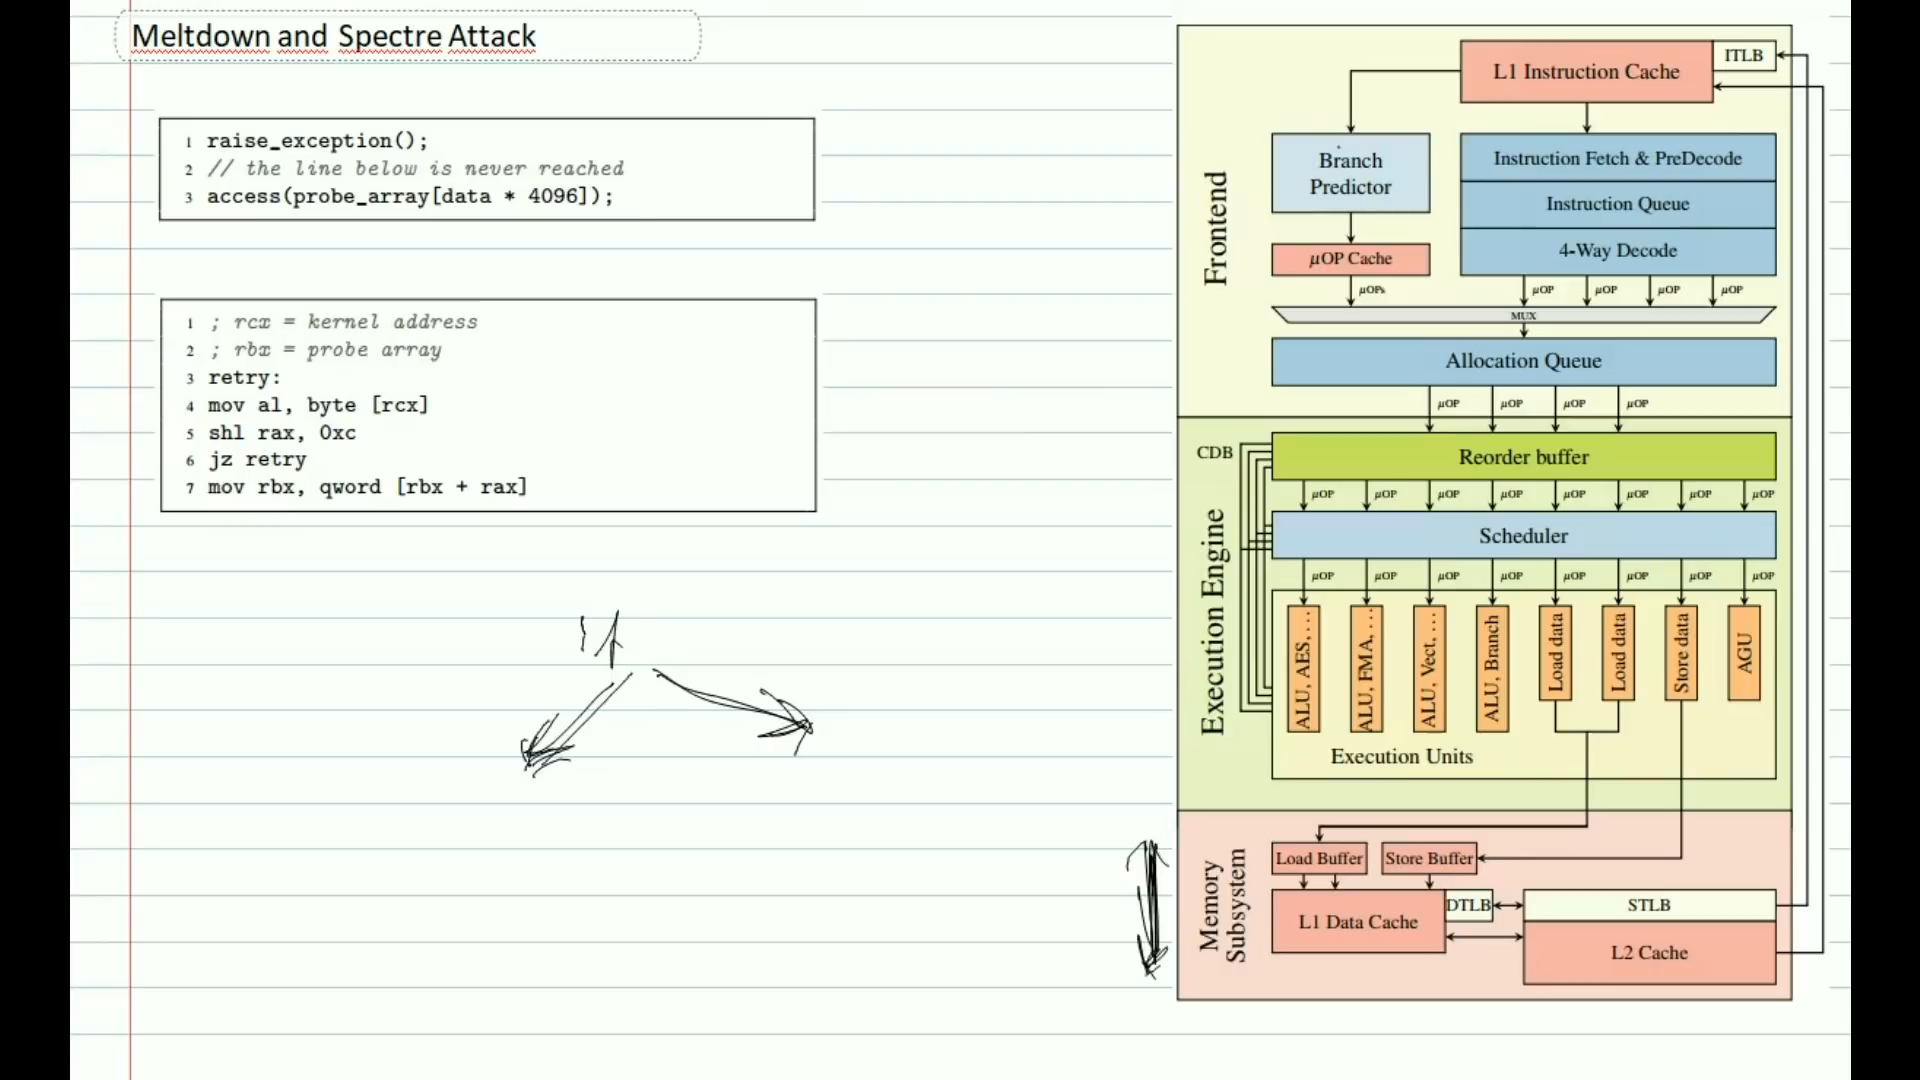 Meltdown and Spectre Attack
1 raise_exception();
2 // the line below is never reached
3 access(probe_array[data * 4096]);
1 ; rcx = kernel address
2 ; rbx = probe array
3 retry:
4 mov al, byte [rcx]
5 shl rax, 0xc
6 jz retry
7 mov rbx, qword [rbx + rax]
Frontend
L1 Instruction Cache
ITLB
Branch
Predictor
Instruction Fetch & PreDecode
Instruction Queue
4-Way Decode
µOP Cache
µOPs
µOP µOP µOP µOP
MUX
Allocation Queue
µOP µOP µOP µOP
Execution Engine
CDB
Reorder buffer
µOP µOP µOP µOP µOP µOP µOP µOP
Scheduler
µOP µOP µOP µOP µOP µOP µOP µOP
ALU, AES, ...
ALU, FMA, ...
ALU, Vect, ...
ALU, Branch
Load data
Load data
Store data
AGU
Execution Units
Memory
Subsystem
Load Buffer
Store Buffer
L1 Data Cache
DTLB
STLB
L2 Cache